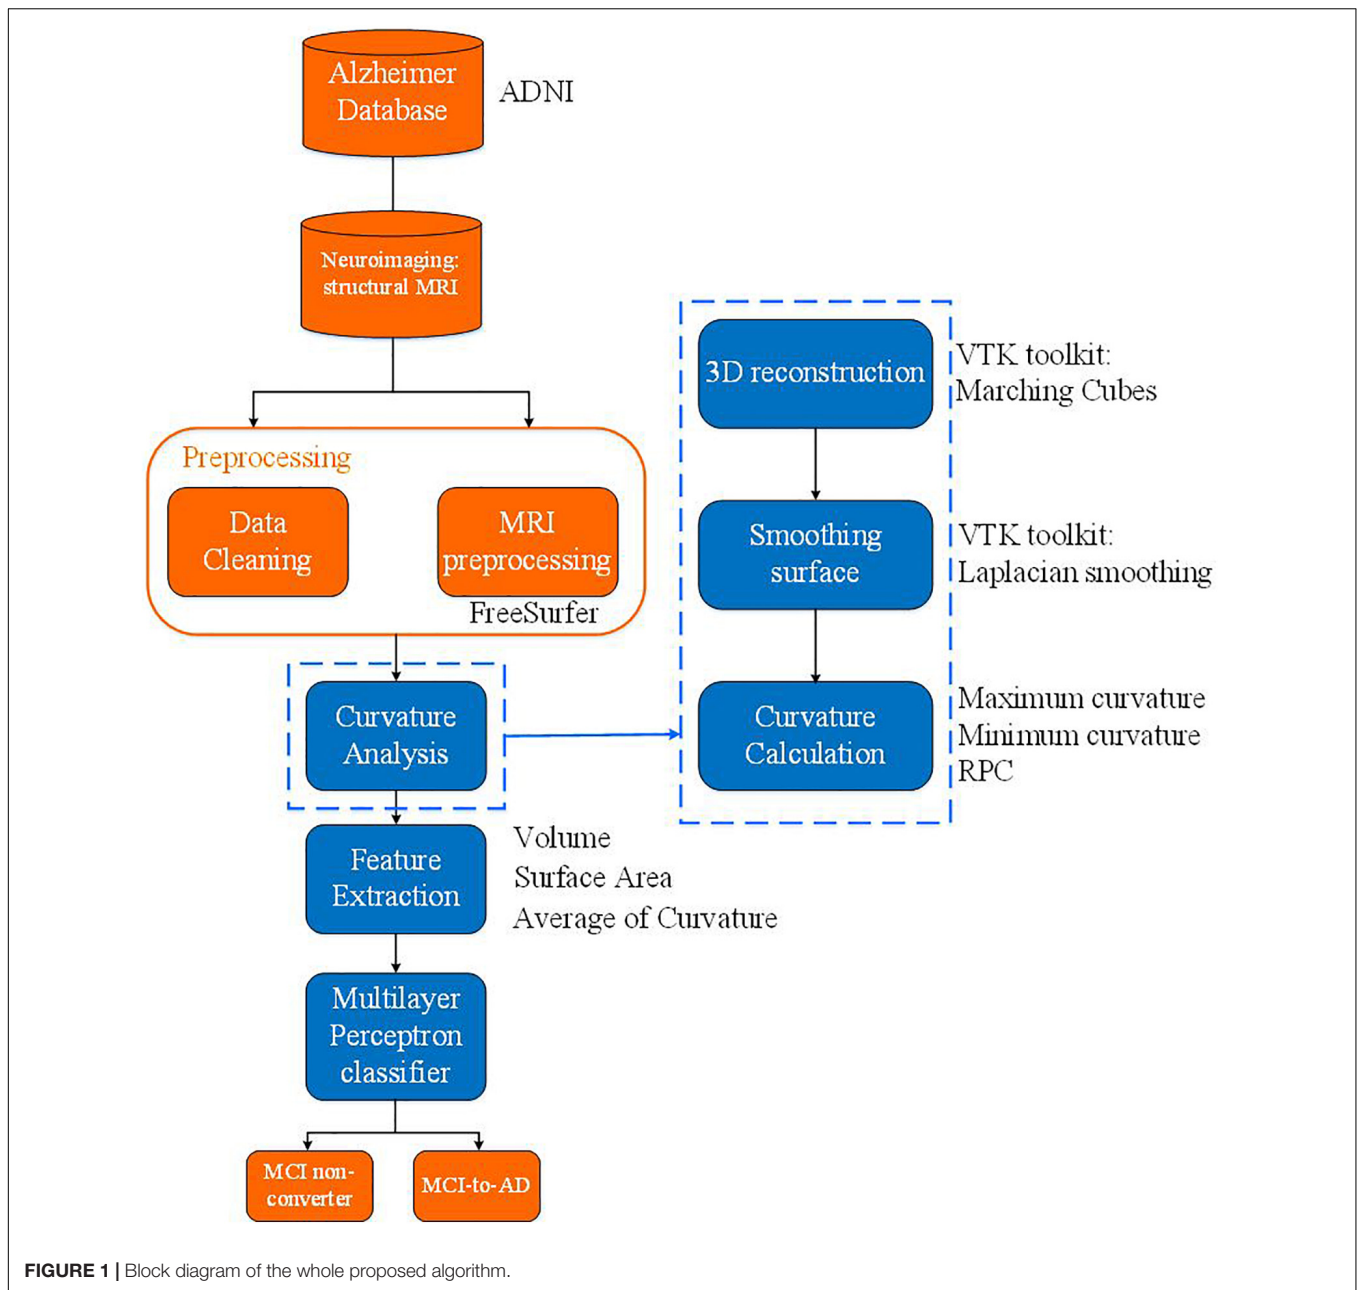 Alzheimer
Database
ADNI
Neuroimaging:
structural MRI
Preprocessing
Data
Cleaning
MRI
preprocessing
FreeSurfer
Curvature
Analysis
3D reconstruction
VTK toolkit:
Marching Cubes
Smoothing
surface
VTK toolkit:
Laplacian smoothing
Curvature
Calculation
Maximum curvature
Minimum curvature
RPC
Feature
Extraction
Volume
Surface Area
Average of Curvature
Multilayer
Perceptron
classifier
MCI non-
converter
MCI-to-AD
FIGURE 1 | Block diagram of the whole proposed algorithm.